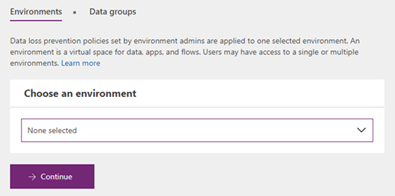 Environments • Data groups
Data loss prevention policies set by environment admins are applied to one selected environment. An
environment is a virtual space for data, apps, and flows. Users may have access to a single or multiple
environments. Learn more
Choose an environment
None selected
→ Continue